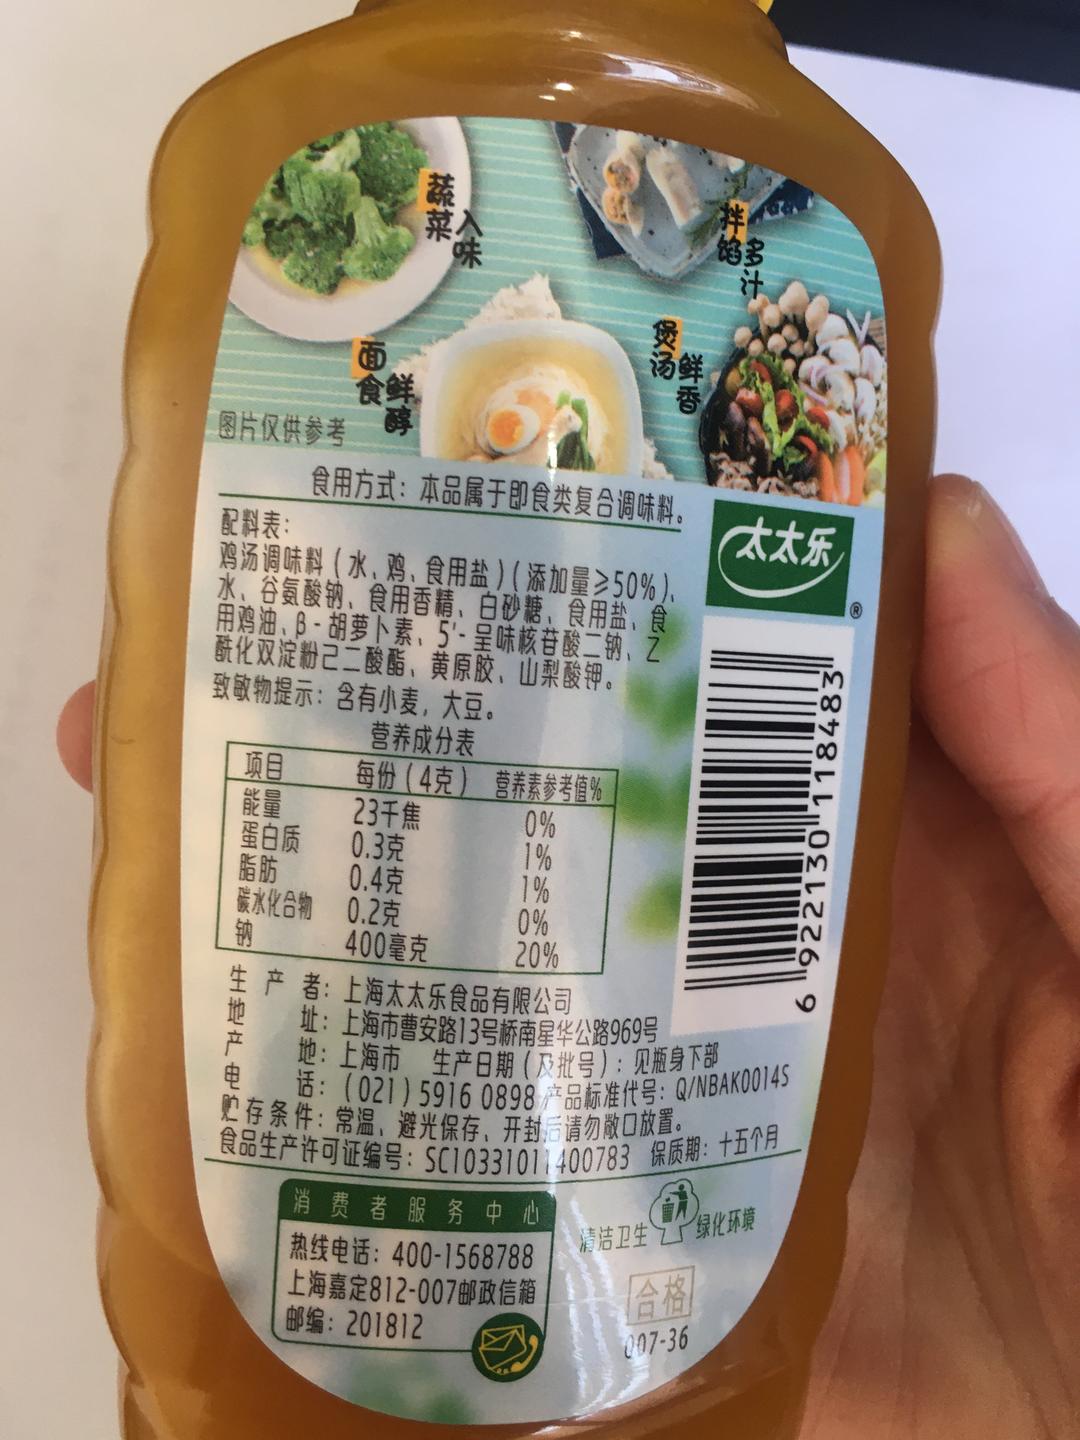 蔬菜入味
拌馅多汁
面食鲜醇
煲汤鲜香
图片仅供参考
食用方式：本品属于即食类复合调味料。
太太乐
®
配料表：
鸡汤调味料（水、鸡、食用盐）（添加量≥50%）、
水、谷氨酸钠、食用香精、白砂糖、食用盐、食
用鸡油、β-胡萝卜素、5'-呈味核苷酸二钠、乙
酰化双淀粉己二酸酯、黄原胶、山梨酸钾。
致敏物提示：含有小麦，大豆。
营养成分表
项目 每份（4克） 营养素参考值%
能量 23千焦 0%
蛋白质 0.3克 1%
脂肪 0.4克 1%
碳水化合物 0.2克 0%
钠 400毫克 20%
6 922130 118483
生产者：上海太太乐食品有限公司
地址：上海市曹安路13号桥南星华公路969号
产地：上海市 生产日期（及批号）：见瓶身下部
电话：（021）5916 0898 产品标准代号：Q/NBAK0014S
贮存条件：常温、避光保存、开封后请勿敞口放置。
食品生产许可证编号：SC10331011400783 保质期：十五个月
消费者服务中心
热线电话：400-1568788
上海嘉定812-007邮政信箱
邮编：201812
清洁卫生 绿化环境
合格
007-36